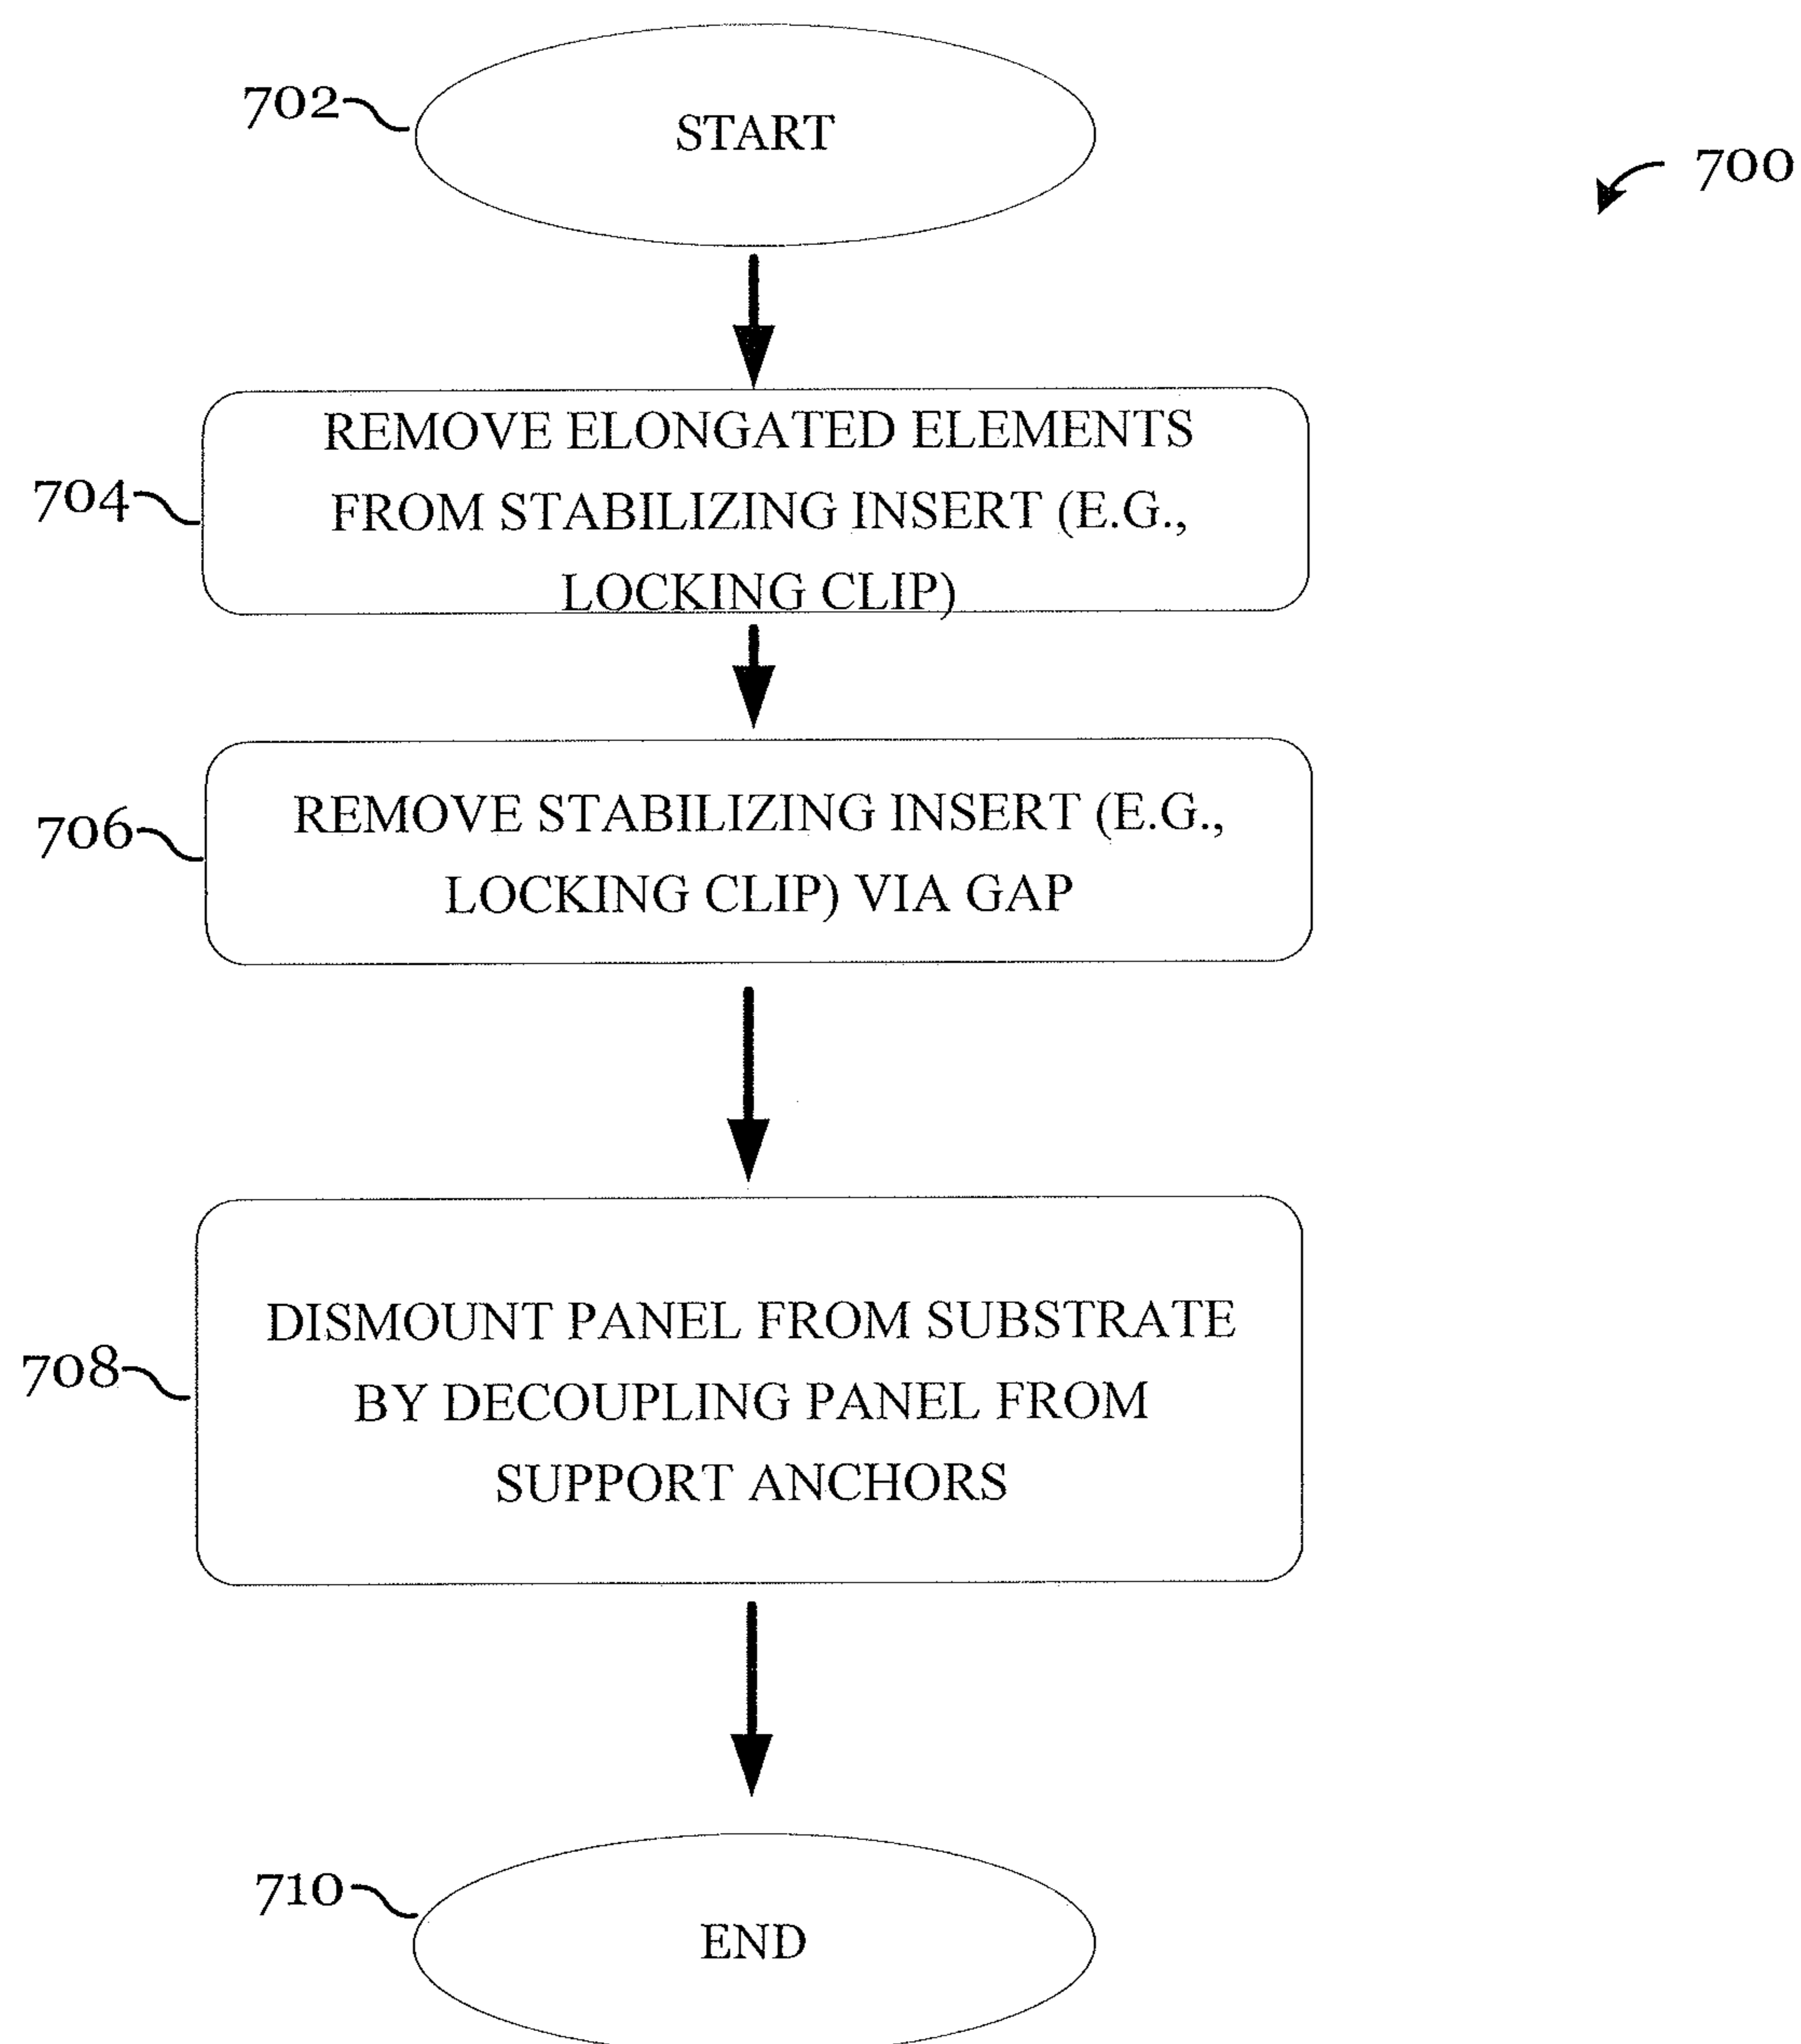 702
START
700
704
REMOVE ELONGATED ELEMENTS
FROM STABILIZING INSERT (E.G.,
LOCKING CLIP)
706
REMOVE STABILIZING INSERT (E.G.,
LOCKING CLIP) VIA GAP
708
DISMOUNT PANEL FROM SUBSTRATE
BY DECOUPLING PANEL FROM
SUPPORT ANCHORS
710
END